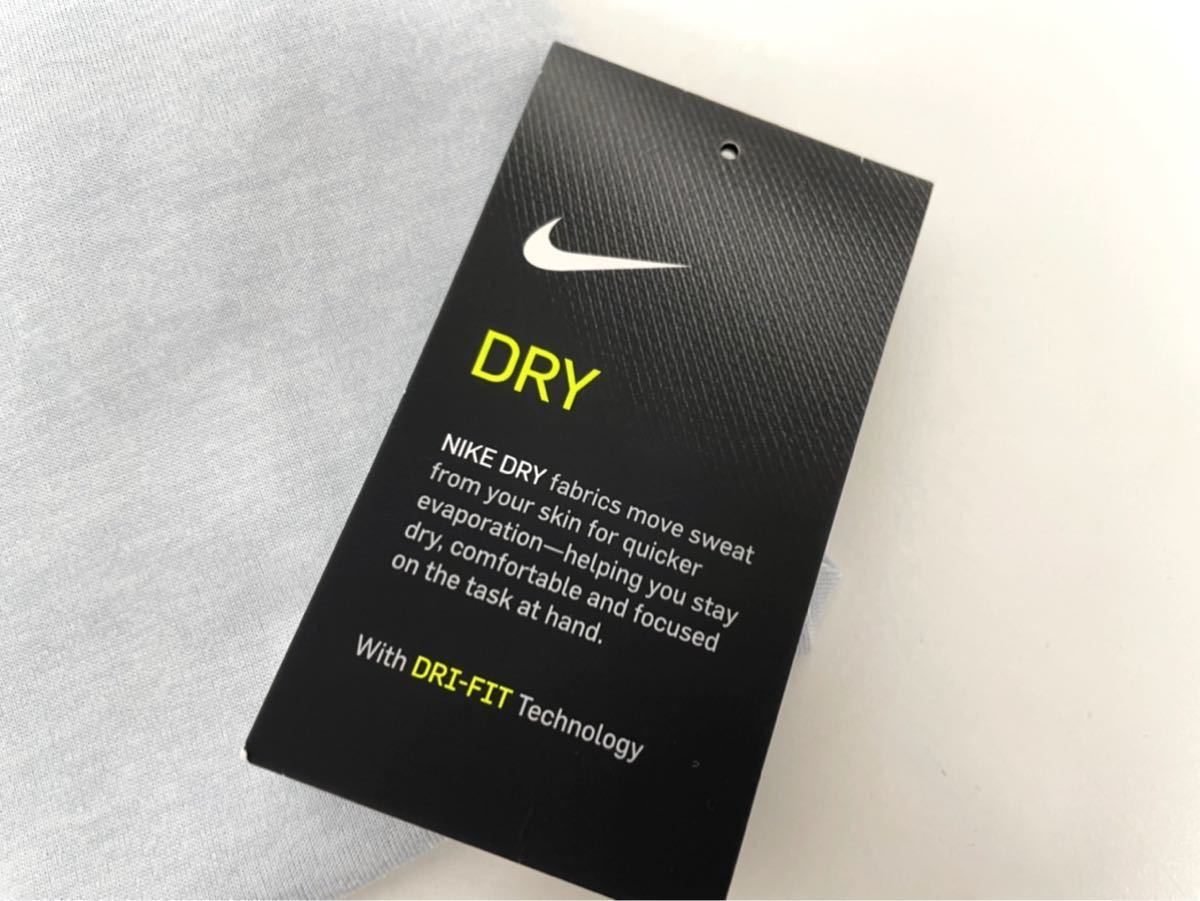 DRY
NIKE DRY fabrics move sweat
from your skin for quicker
evaporation—helping you stay
dry, comfortable and focused
on the task at hand.
With DRI-FIT Technology